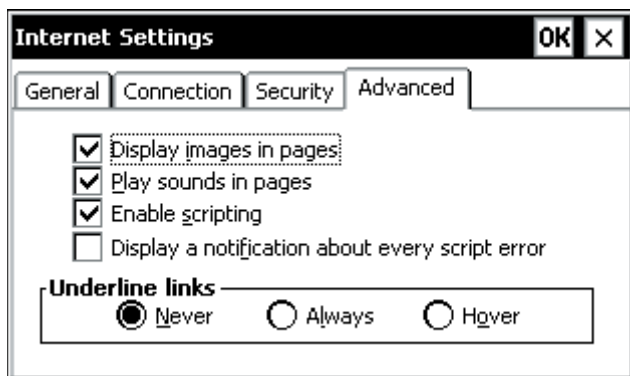 Internet Settings OK ×
General Connection Security Advanced
Display images in pages
Play sounds in pages
Enable scripting
Display a notification about every script error
Underline links
Never Always Hover